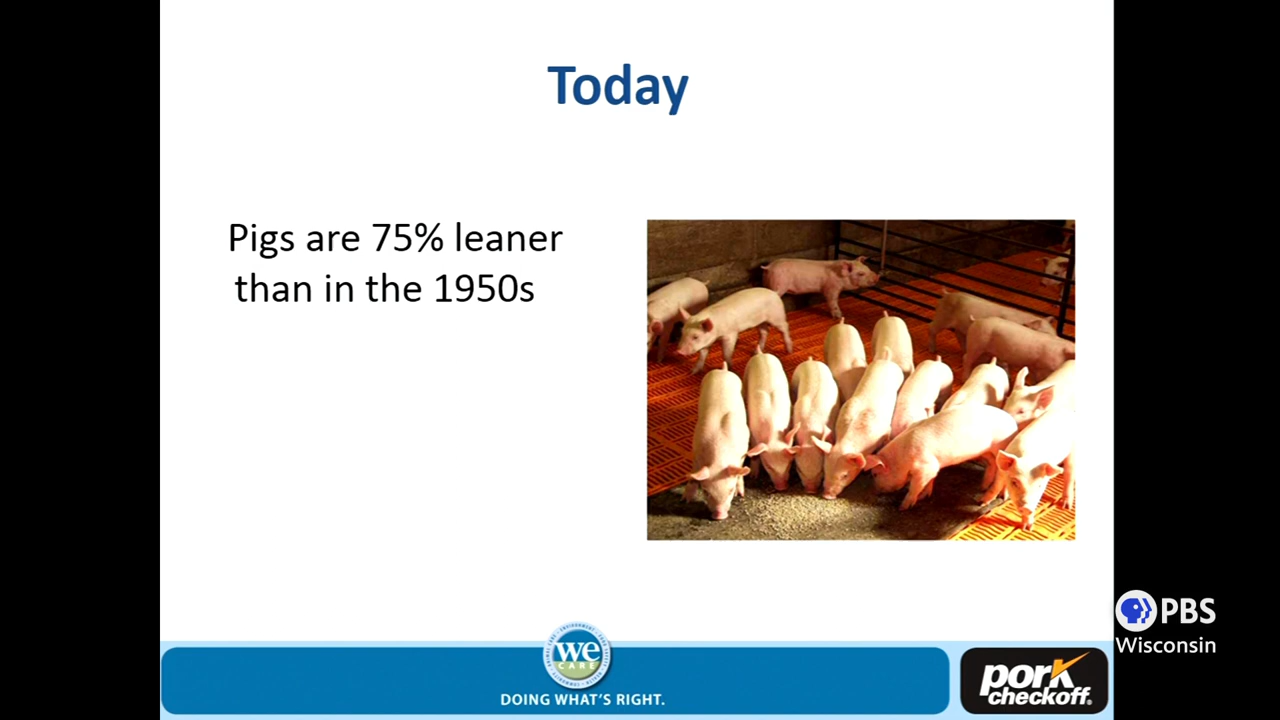 Today
Pigs are 75% leaner
than in the 1950s
we
CARE
DOING WHAT'S RIGHT.
pork
checkoff®
PBS
Wisconsin